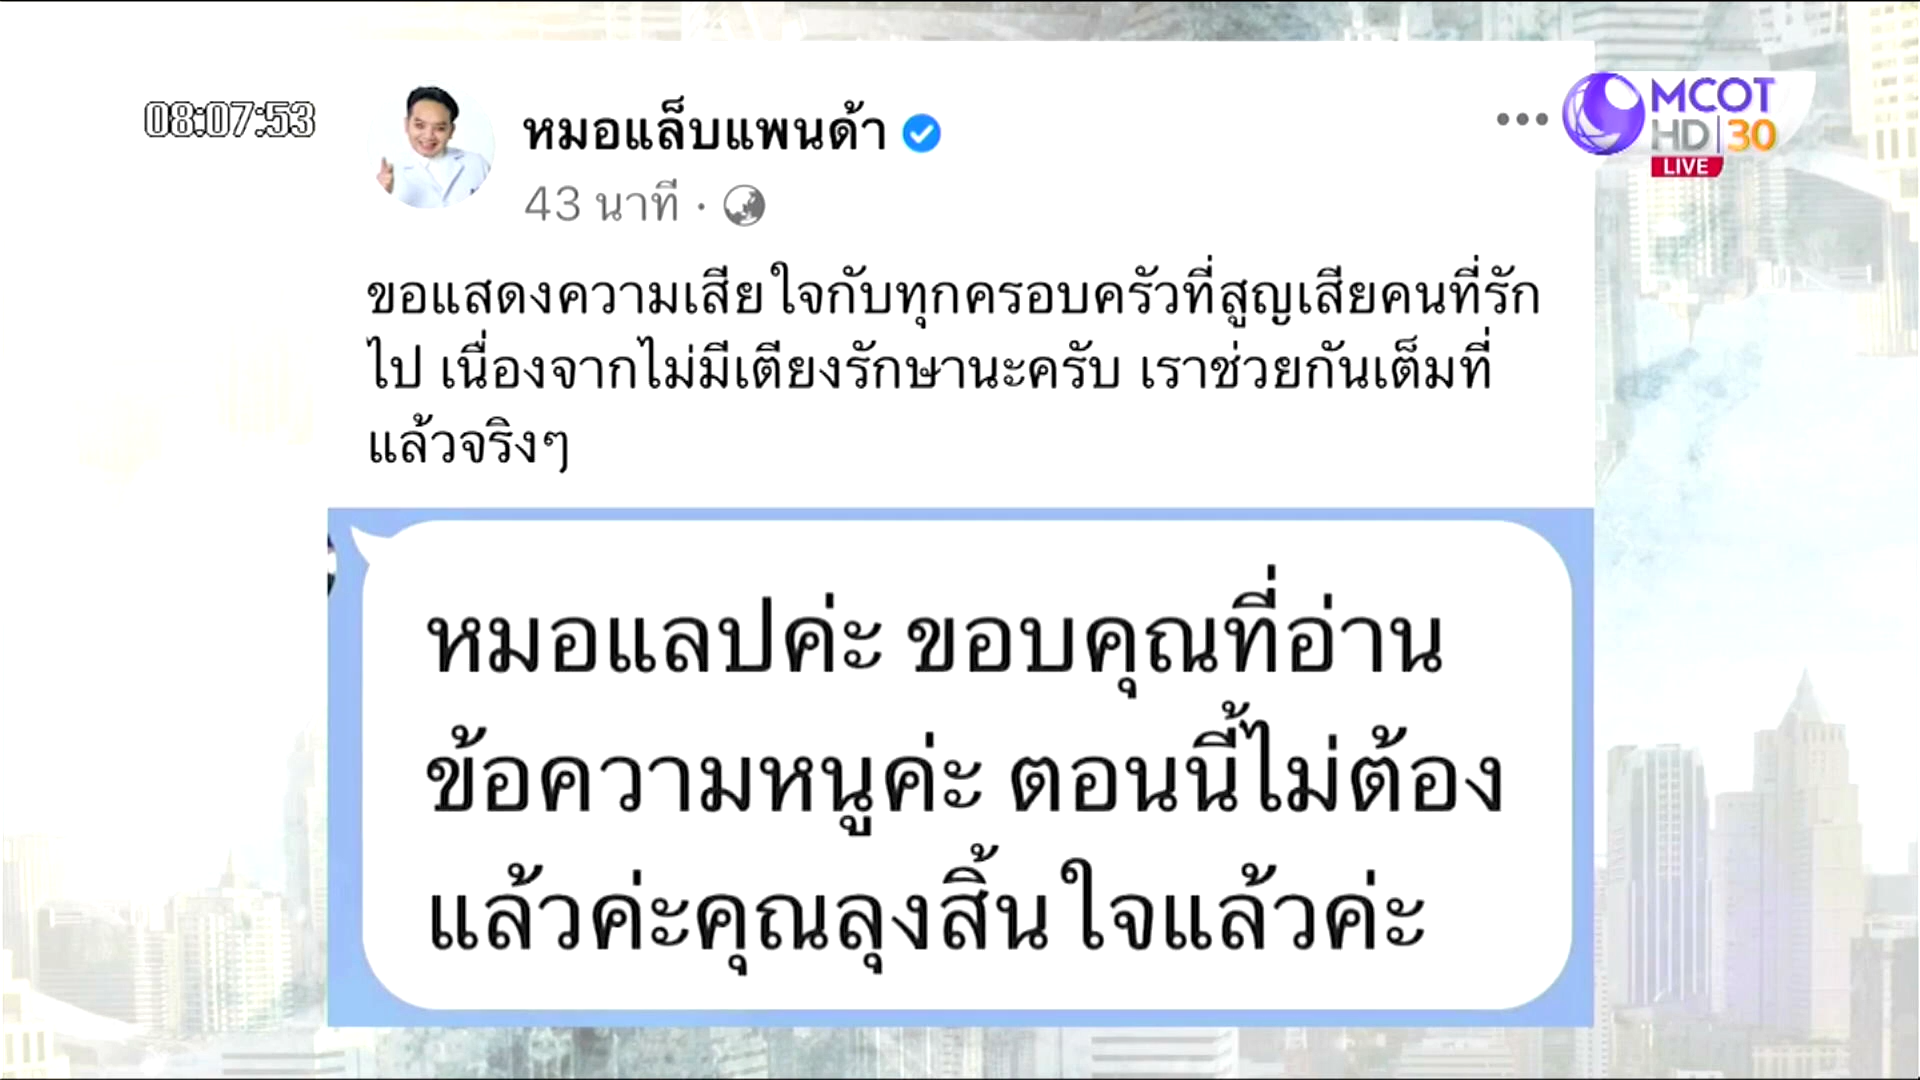 08:07:53
หมอแล็บแพนด้า
43 นาที ·
MCOT
HD 30
LIVE
ขอแสดงความเสียใจกับทุกครอบครัวที่สูญเสียคนที่รัก
ไป เนื่องจากไม่มีเตียงรักษานะครับ เราช่วยกันเต็มที่
แล้วจริงๆ
หมอแลปค่ะ ขอบคุณที่อ่าน
ข้อความหนูค่ะ ตอนนี้ไม่ต้อง
แล้วค่ะคุณลุงสิ้นใจแล้วค่ะ